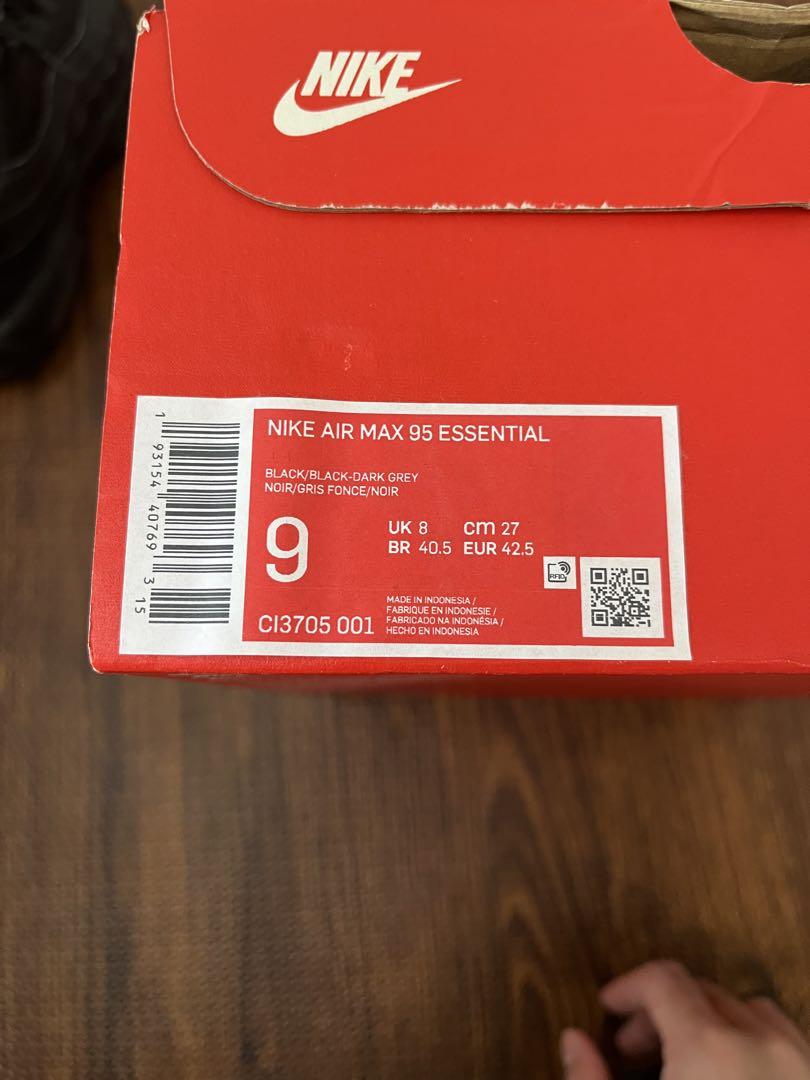 NIKE
NIKE AIR MAX 95 ESSENTIAL
BLACK/BLACK-DARK GREY
NOIR/GRIS FONCE/NOIR
9
UK 8 cm 27
BR 40.5 EUR 42.5
RFID
CI3705 001
MADE IN INDONESIA /
FABRIQUE EN INDONESIE /
FABRICADO NA INDONÉSIA /
HECHO EN INDONESIA
1 93154 40769 3 15